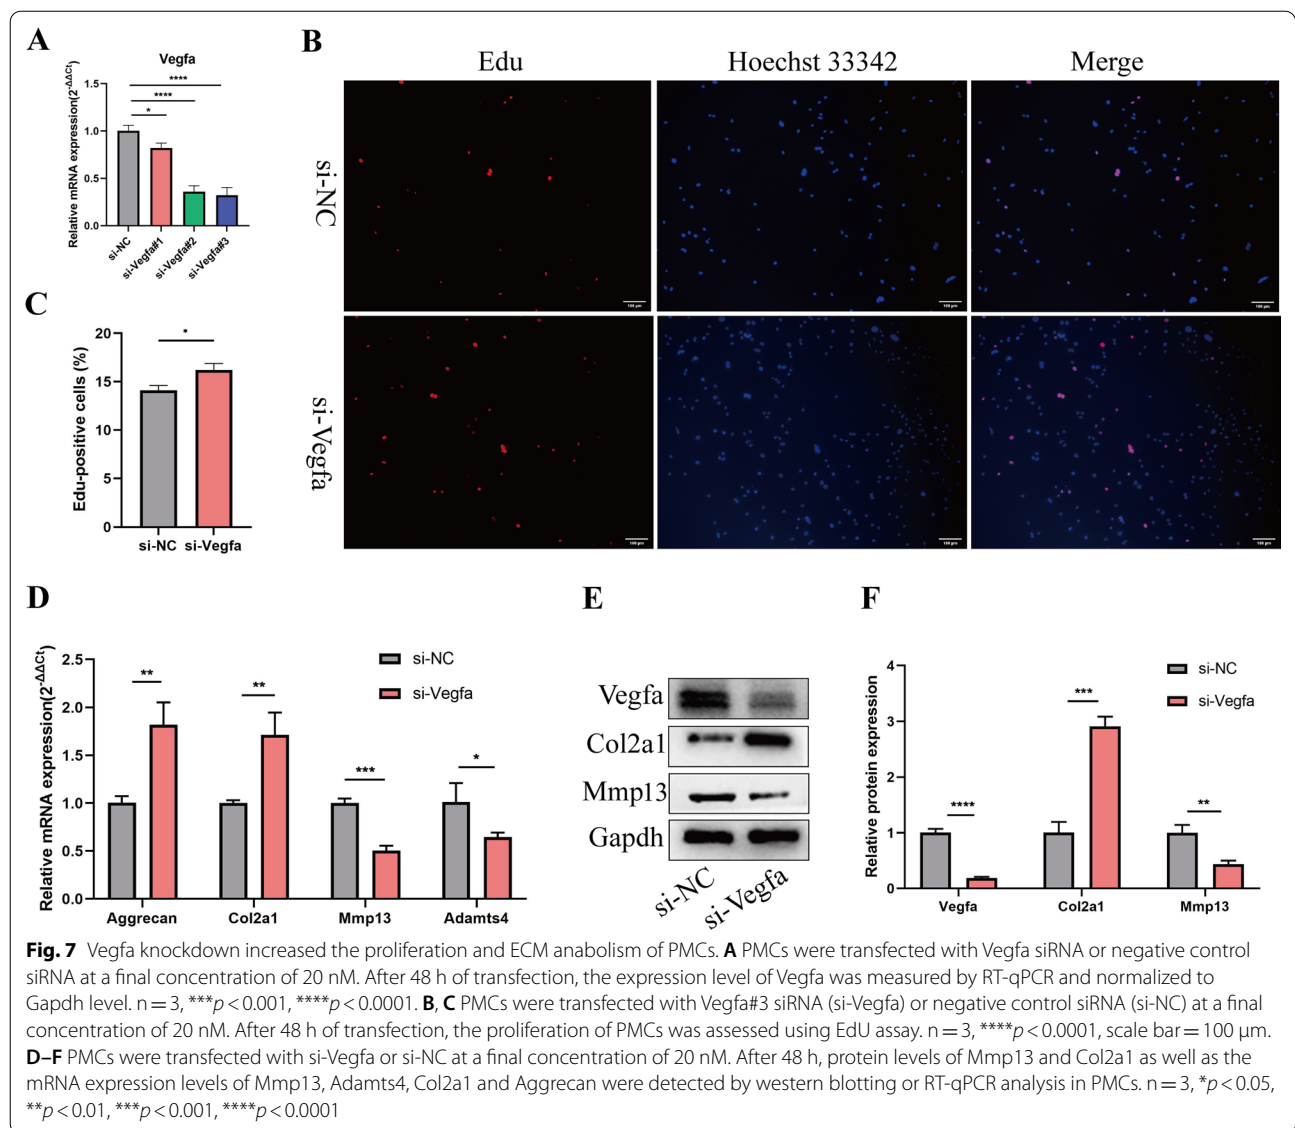 A
Vegfa
Relative mRNA expression(2^-ΔΔCt)
1.5
1.0
0.5
0.0
****
****
*
si-NC
si-Vegfa#1
si-Vegfa#2
si-Vegfa#3
B
Edu
Hoechst 33342
Merge
si-NC
si-Vegfa
100 μm
100 μm
100 μm
100 μm
100 μm
100 μm
C
Edu-positive cells (%)
20
15
10
5
0
*
si-NC si-Vegfa
D
Relative mRNA expression(2^-ΔΔCt)
2.5
2.0
1.5
1.0
0.5
0.0
si-NC
si-Vegfa
**
**
***
*
Aggrecan
Col2a1
Mmp13
Adamts4
E
Vegfa
Col2a1
Mmp13
Gapdh
si-NC
si-Vegfa
F
Relative protein expression
4
3
2
1
0
si-NC
si-Vegfa
****
***
**
Vegfa
Col2a1
Mmp13
Fig. 7 Vegfa knockdown increased the proliferation and ECM anabolism of PMCs. A PMCs were transfected with Vegfa siRNA or negative control
siRNA at a final concentration of 20 nM. After 48 h of transfection, the expression level of Vegfa was measured by RT-qPCR and normalized to
Gapdh level. n = 3, ***p < 0.001, ****p < 0.0001. B, C PMCs were transfected with Vegfa#3 siRNA (si-Vegfa) or negative control siRNA (si-NC) at a final
concentration of 20 nM. After 48 h of transfection, the proliferation of PMCs was assessed using EdU assay. n = 3, ****p < 0.0001, scale bar = 100 μm.
D–F PMCs were transfected with si-Vegfa or si-NC at a final concentration of 20 nM. After 48 h, protein levels of Mmp13 and Col2a1 as well as the
mRNA expression levels of Mmp13, Adamts4, Col2a1 and Aggrecan were detected by western blotting or RT-qPCR analysis in PMCs. n = 3, *p < 0.05,
**p < 0.01, ***p < 0.001, ****p < 0.0001